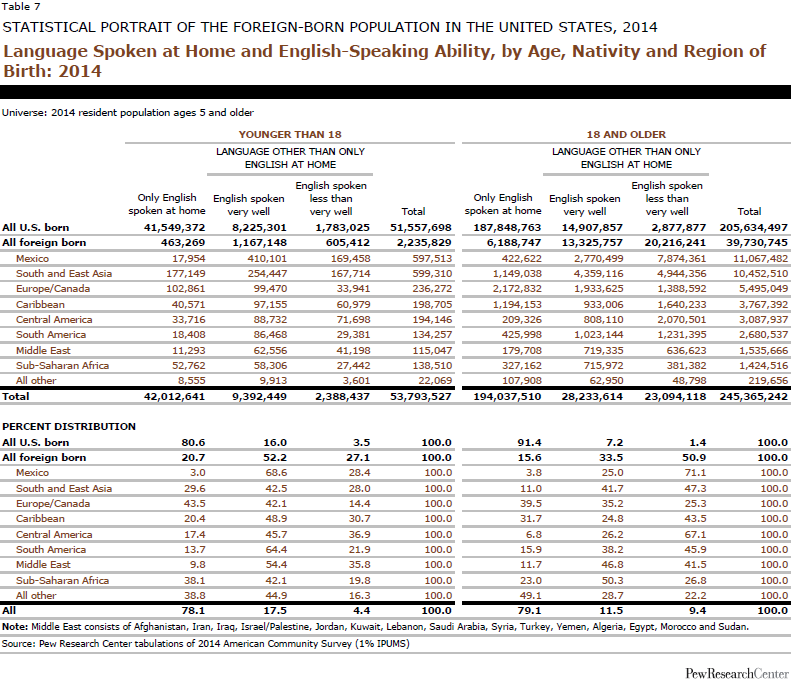 Table 7
STATISTICAL PORTRAIT OF THE FOREIGN-BORN POPULATION IN THE UNITED STATES, 2014
Language Spoken at Home and English-Speaking Ability, by Age, Nativity and Region of
Birth: 2014
Universe: 2014 resident population ages 5 and older
YOUNGER THAN 18 18 AND OLDER
LANGUAGE OTHER THAN ONLY LANGUAGE OTHER THAN ONLY
ENGLISH AT HOME ENGLISH AT HOME
English spoken English spoken
Only English English spoken less than Only English English spoken less than
spoken at home very well very well Total spoken at home very well very well Total
All U.S. born 41,549,372 8,225,301 1,783,025 51,557,698 187,848,763 14,907,857 2,877,877 205,634,497
All foreign born 463,269 1,167,148 605,412 2,235,829 6,188,747 13,325,757 20,216,241 39,730,745
Mexico 17,954 410,101 169,458 597,513 422,622 2,770,499 7,874,361 11,067,482
South and East Asia 177,149 254,447 167,714 599,310 1,149,038 4,359,116 4,944,356 10,452,510
Europe/Canada 102,861 99,470 33,941 236,272 2,172,832 1,933,625 1,388,592 5,495,049
Caribbean 40,571 97,155 60,979 198,705 1,194,153 933,006 1,640,233 3,767,392
Central America 33,716 88,732 71,698 194,146 209,326 808,110 2,070,501 3,087,937
South America 18,408 86,468 29,381 134,257 425,998 1,023,144 1,231,395 2,680,537
Middle East 11,293 62,556 41,198 115,047 179,708 719,335 636,623 1,535,666
Sub-Saharan Africa 52,762 58,306 27,442 138,510 327,162 715,972 381,382 1,424,516
All other 8,555 9,913 3,601 22,069 107,908 62,950 48,798 219,656
Total 42,012,641 9,392,449 2,388,437 53,793,527 194,037,510 28,233,614 23,094,118 245,365,242
PERCENT DISTRIBUTION
All U.S. born 80.6 16.0 3.5 100.0 91.4 7.2 1.4 100.0
All foreign born 20.7 52.2 27.1 100.0 15.6 33.5 50.9 100.0
Mexico 3.0 68.6 28.4 100.0 3.8 25.0 71.1 100.0
South and East Asia 29.6 42.5 28.0 100.0 11.0 41.7 47.3 100.0
Europe/Canada 43.5 42.1 14.4 100.0 39.5 35.2 25.3 100.0
Caribbean 20.4 48.9 30.7 100.0 31.7 24.8 43.5 100.0
Central America 17.4 45.7 36.9 100.0 6.8 26.2 67.1 100.0
South America 13.7 64.4 21.9 100.0 15.9 38.2 45.9 100.0
Middle East 9.8 54.4 35.8 100.0 11.7 46.8 41.5 100.0
Sub-Saharan Africa 38.1 42.1 19.8 100.0 23.0 50.3 26.8 100.0
All other 38.8 44.9 16.3 100.0 49.1 28.7 22.2 100.0
All 78.1 17.5 4.4 100.0 79.1 11.5 9.4 100.0
Note: Middle East consists of Afghanistan, Iran, Iraq, Israel/Palestine, Jordan, Kuwait, Lebanon, Saudi Arabia, Syria, Turkey, Yemen, Algeria, Egypt, Morocco and Sudan.
Source: Pew Research Center tabulations of 2014 American Community Survey (1% IPUMS)
PewResearchCenter